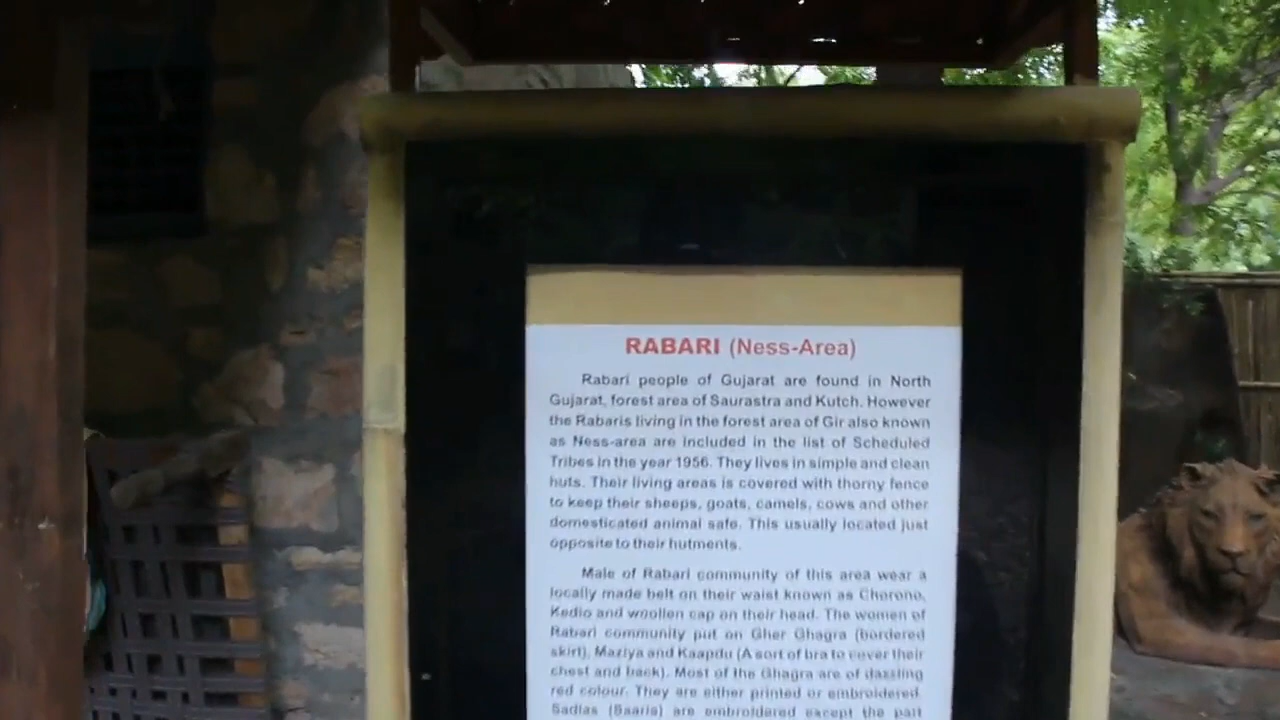 RABARI (Ness-Area)
Rabari people of Gujarat are found in North
Gujarat, forest area of Saurastra and Kutch. However
the Rabaris living in the forest area of Gir also known
as Ness-area are included in the list of Scheduled
Tribes in the year 1956. They lives in simple and clean
huts. Their living areas is covered with thorny fence
to keep their sheeps, goats, camels, cows and other
domesticated animal safe. This usually located just
opposite to their hutments.
Male of Rabari community of this area wear a
locally made belt on their waist known as Chorono,
Kedio and woollen cap on their head. The women of
Rabari community put on Gher Ghagra (bordered
skirt), Maziya and Kaapdu (A sort of bra to cover their
chest and back). Most of the Ghagra are of dazzling
red colour. They are either printed or embroidered.
Sadlas (Saaris) are embroidered except the part